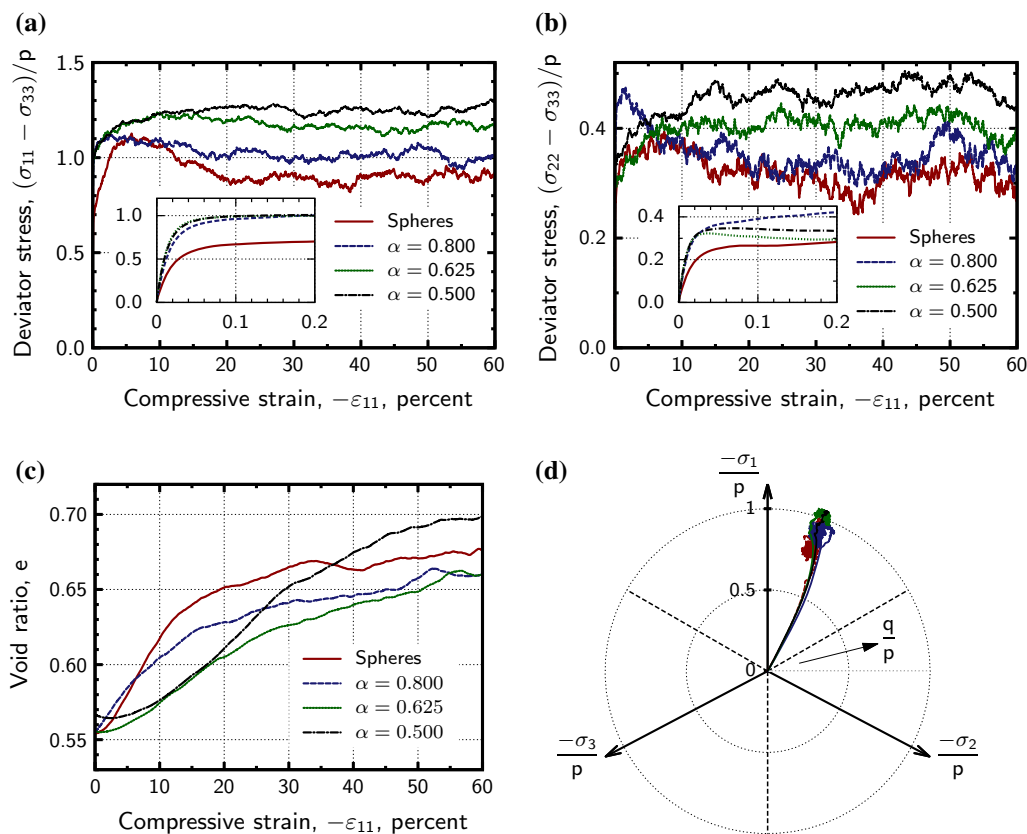 (a)
Deviator stress, (σ11 − σ33)/p
1.5
1.0
0.5
0.0
0 10 20 30 40 50 60
Compressive strain, −ε11, percent
1.0
0.5
0.0
0 0.1 0.2
Spheres
α = 0.800
α = 0.625
α = 0.500
(b)
Deviator stress, (σ22 − σ33)/p
0.4
0.2
0.0
0 10 20 30 40 50 60
Compressive strain, −ε11, percent
0.4
0.2
0.0
0 0.1 0.2
Spheres
α = 0.800
α = 0.625
α = 0.500
(c)
Void ratio, e
0.70
0.65
0.60
0.55
0 10 20 30 40 50 60
Compressive strain, −ε11, percent
Spheres
α = 0.800
α = 0.625
α = 0.500
(d)
−σ1
p
1
0.5
0
q
p
−σ3
p
−σ2
p